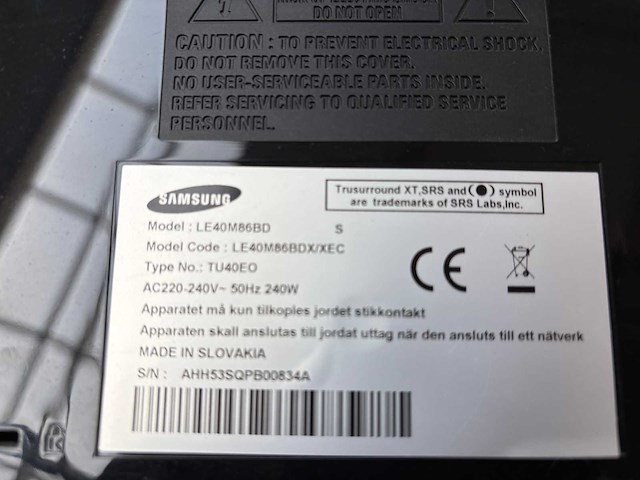 DO NOT OPEN
CAUTION : TO PREVENT ELECTRICAL SHOCK,
DO NOT REMOVE THIS COVER.
NO USER-SERVICEABLE PARTS INSIDE.
REFER SERVICING TO QUALIFIED SERVICE
PERSONNEL.
SAMSUNG
Trusurround XT,SRS and(●) symbol
are trademarks of SRS Labs,Inc.
Model : LE40M86BD S
Model Code : LE40M86BDX/XEC
Type No.: TU40EO
AC220-240V~ 50Hz 240W
CE
Apparatet må kun tilkoples jordet stikkontakt
Apparaten skall anslutas till jordat uttag när den ansluts till ett nätverk
MADE IN SLOVAKIA
S/N : AHH53SQPB00834A